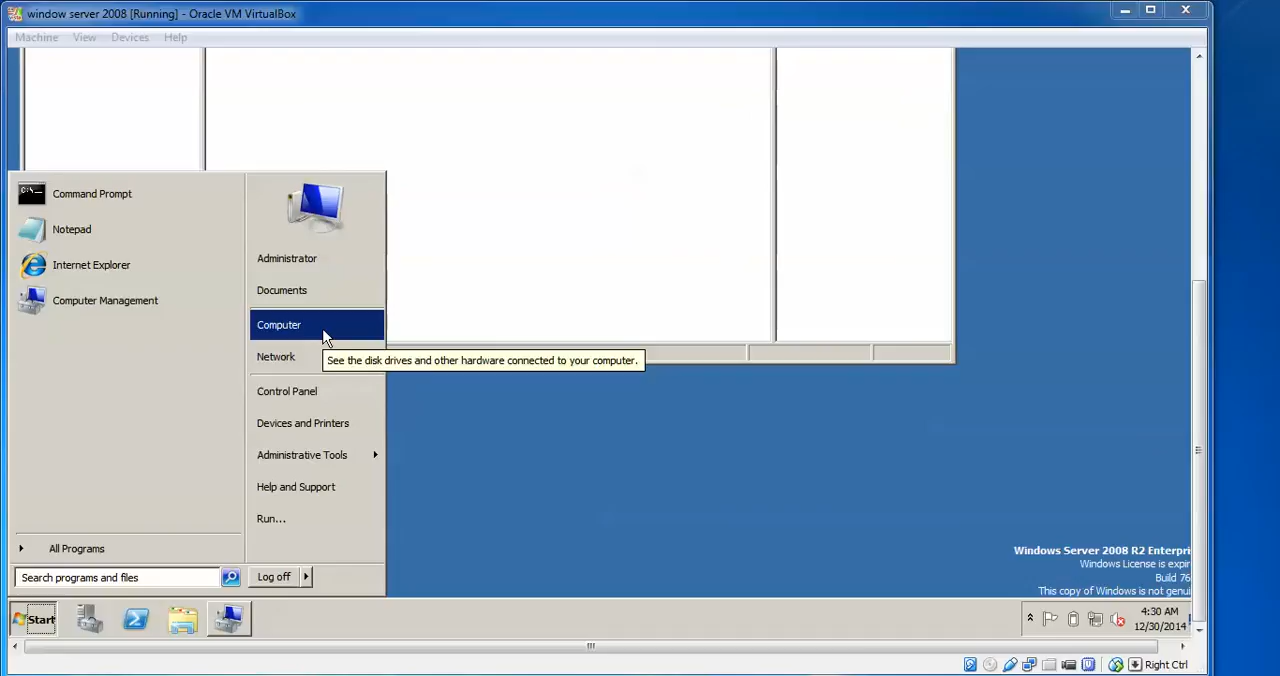 window server 2008 [Running] - Oracle VM VirtualBox
Machine View Devices Help
Command Prompt
Notepad
Internet Explorer
Computer Management
All Programs
Search programs and files
Administrator
Documents
Computer
Network
See the disk drives and other hardware connected to your computer.
Control Panel
Devices and Printers
Administrative Tools
Help and Support
Run...
Log off
Windows Server 2008 R2 Enterpri
Windows License is expir
Build 76
This copy of Windows is not genui
Start
4:30 AM
12/30/2014
Right Ctrl